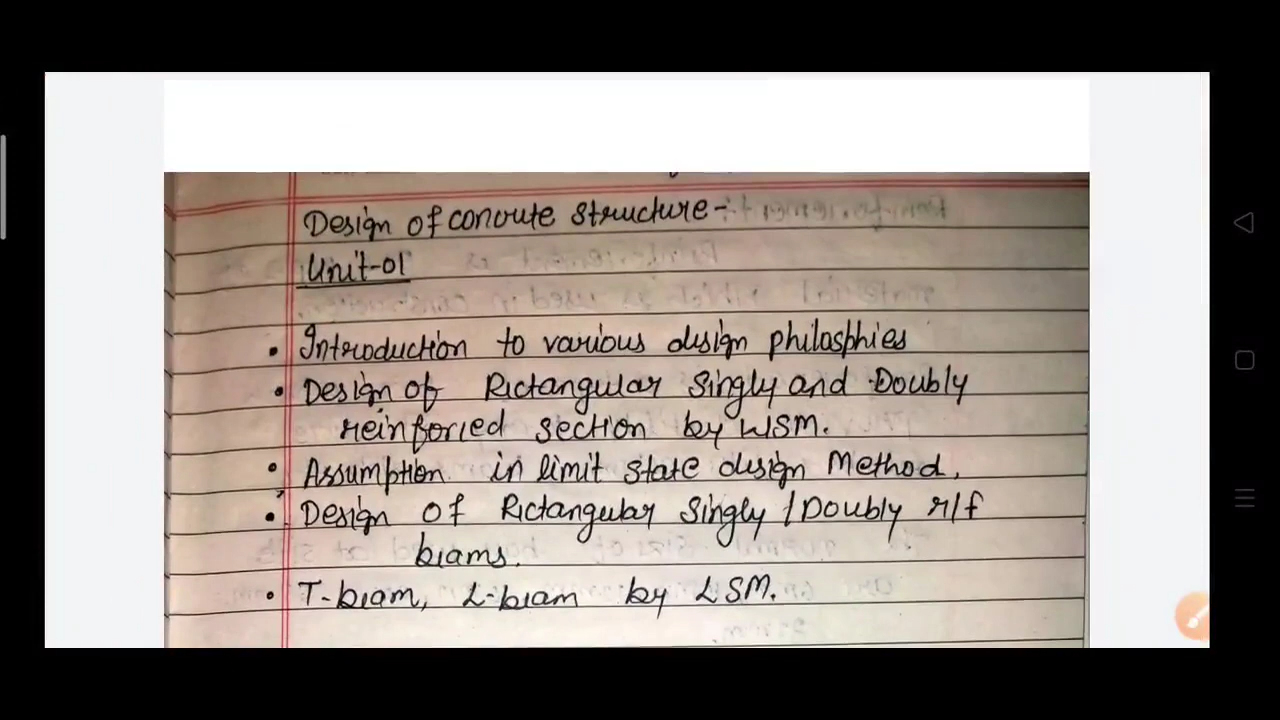 Design of concrete structure-
Unit-01
• Introduction to various design philosphies
• Design of Rectangular Singly and Doubly
reinforced section by WSM.
• Assumption in limit state design Method.
• Design of Rectangular Singly/Doubly r/f
beams.
• T-beam, L-beam by LSM.